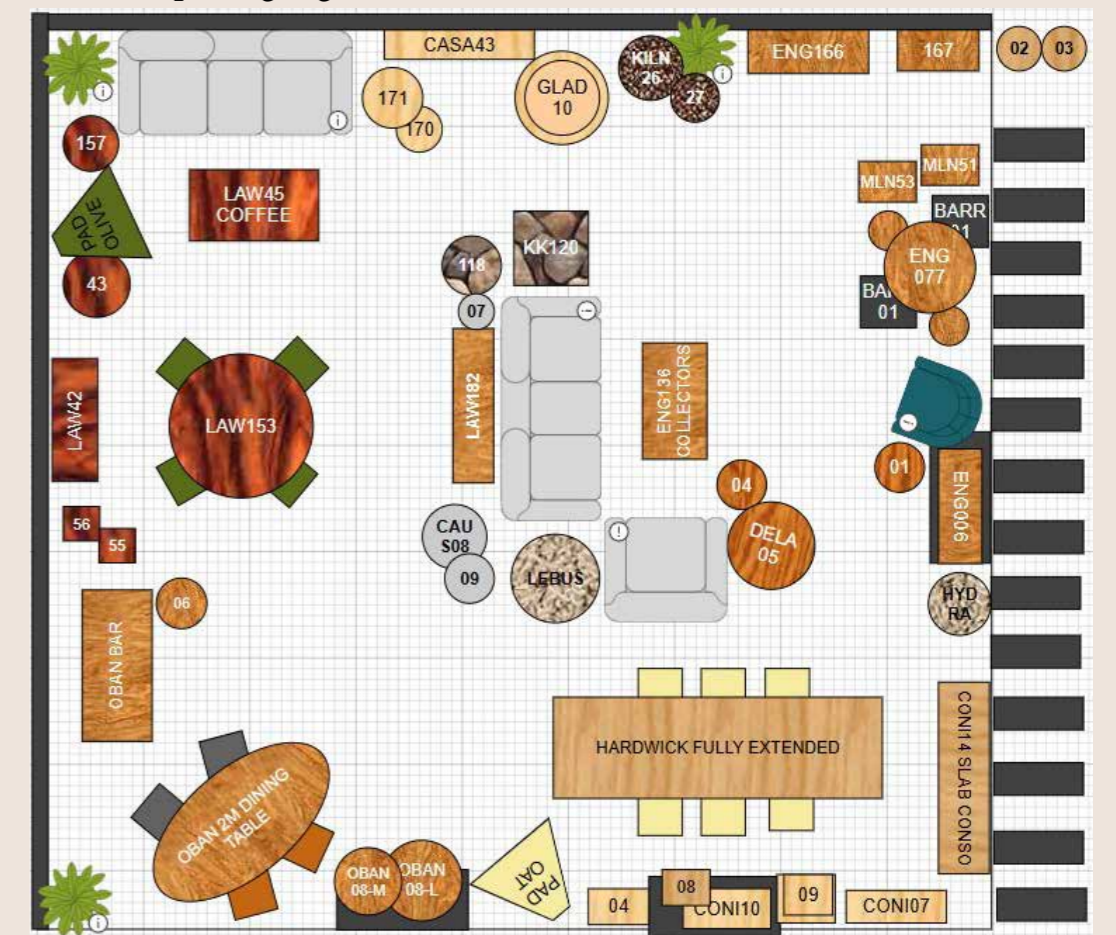 CASA43
ENG166
167
02
03
KILN
26
27
GLAD
10
171
170
157
MLN53
MLN51
LAW45
COFFEE
PAD
OLIVE
BARR
01
ENG
077
KK120
118
43
07
01
LAW182
ENG136
COLLECTORS
LAW42
LAW153
01
ENG006
04
DELA
05
56
55
CAU
S08
09
LEBUS
HYD
RA
06
OBAN BAR
HARDWICK FULLY EXTENDED
CONI14 SLAB CONSO
OBAN 2M DINING
TABLE
OBAN
08-M
OBAN
08-L
PAD
OAT
04
08
CONI10
09
CONI07